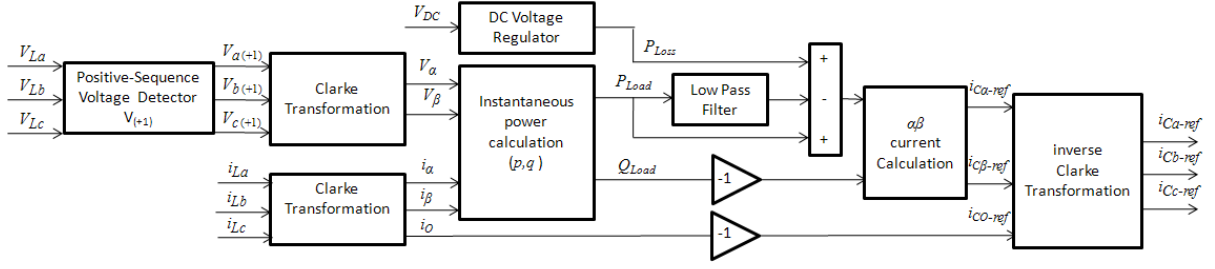 V_DC
DC Voltage
Regulator
P_Loss
V_La
V_Lb
V_Lc
Positive-Sequence
Voltage Detector
V(+1)
V_a(+1)
V_b(+1)
V_c(+1)
Clarke
Transformation
V_α
V_β
Instantaneous
power
calculation
(p,q)
P_Load
Low Pass
Filter
+
-
+
αβ
current
Calculation
i_Cα-ref
i_Cβ-ref
i_CO-ref
inverse
Clarke
Transformation
i_Ca-ref
i_Cb-ref
i_Cc-ref
i_La
i_Lb
i_Lc
Clarke
Transformation
i_α
i_β
i_O
Q_Load
-1
-1